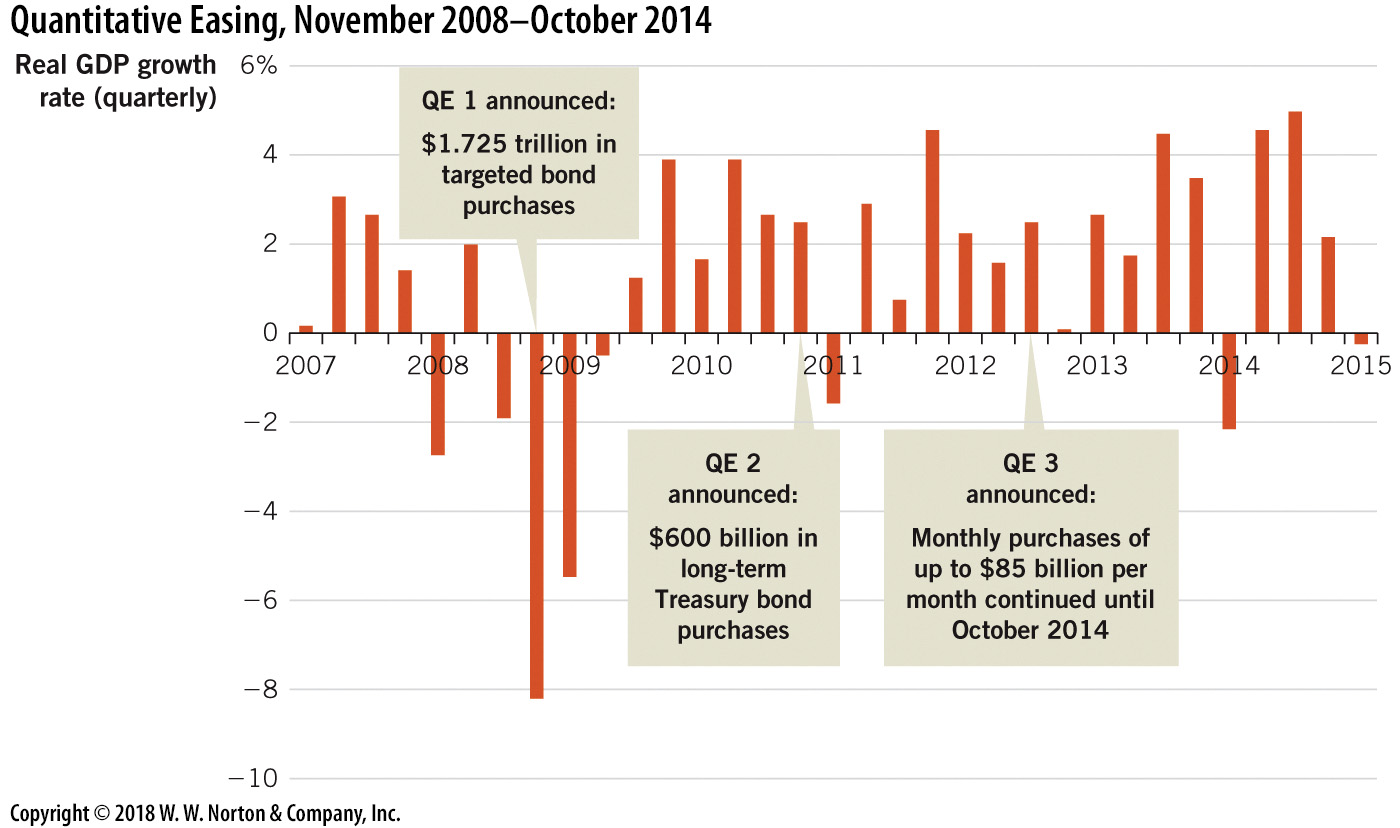 Quantitative Easing, November 2008–October 2014
Real GDP growth
rate (quarterly)
6%
4
2
0
−2
−4
−6
−8
−10
QE 1 announced:
$1.725 trillion in
targeted bond
purchases
2007 2008 2009 2010 2011 2012 2013 2014 2015
QE 2
announced:
$600 billion in
long-term
Treasury bond
purchases
QE 3
announced:
Monthly purchases of
up to $85 billion per
month continued until
October 2014
Copyright © 2018 W. W. Norton & Company, Inc.